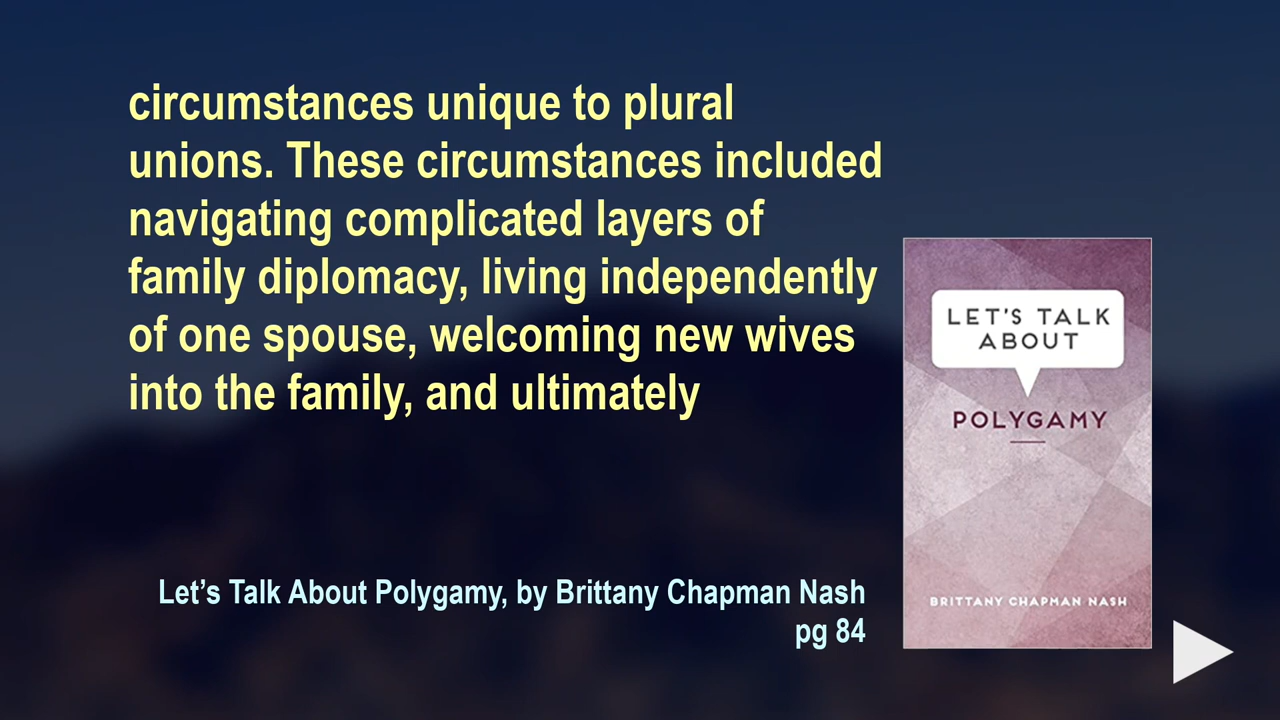 circumstances unique to plural
unions. These circumstances included
navigating complicated layers of
family diplomacy, living independently
of one spouse, welcoming new wives
into the family, and ultimately
Let’s Talk About Polygamy, by Brittany Chapman Nash
pg 84
LET'S TALK
ABOUT
POLYGAMY
BRITTANY CHAPMAN NASH